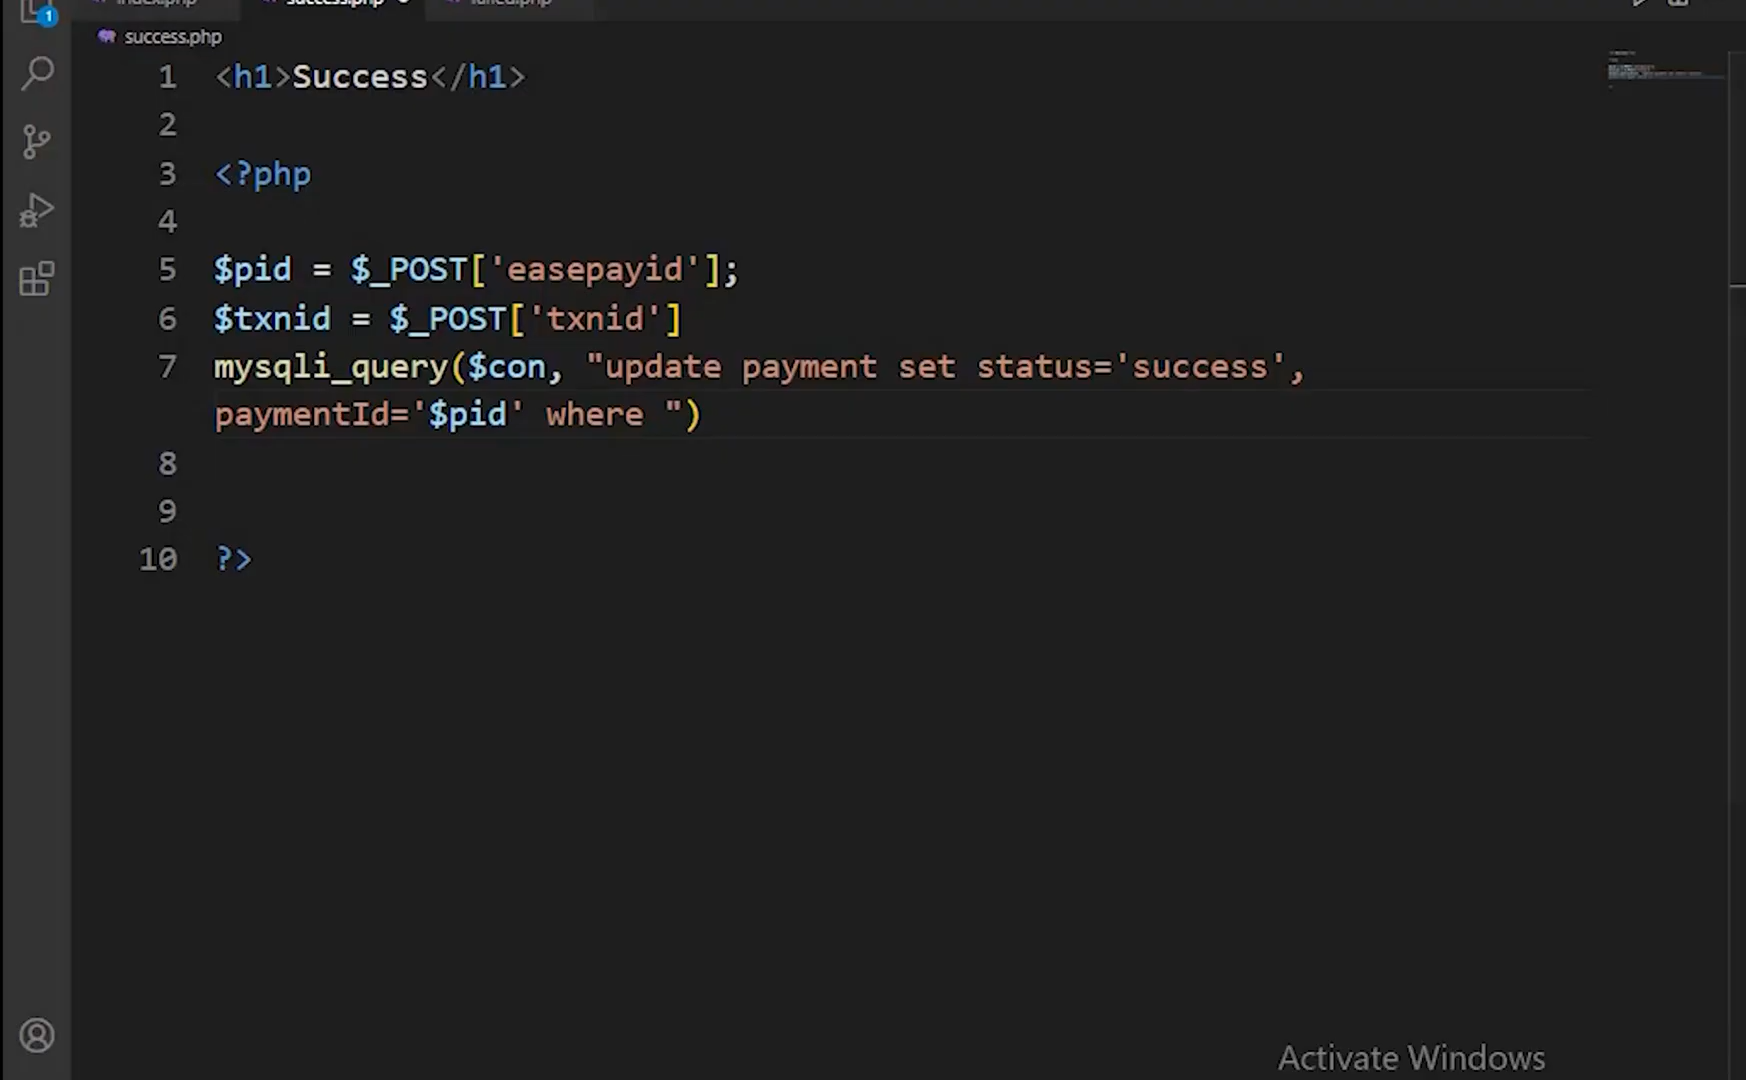 success.php
1 <h1>Success</h1>
2
3 <?php
4
5 $pid = $_POST['easepayid'];
6 $txnid = $_POST['txnid']
7 mysqli_query($con, "update payment set status='success',
paymentId='$pid' where ")
8
9
10 ?>
1
Activate Windows